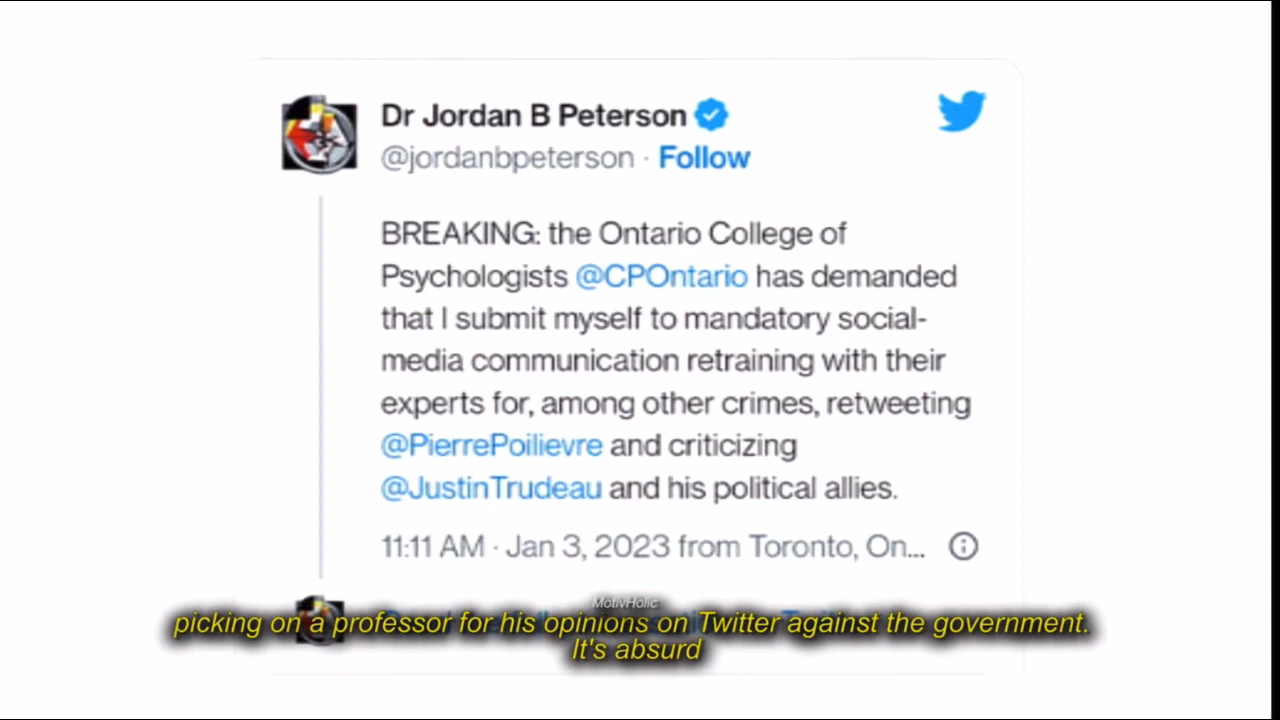 Dr Jordan B Peterson
@jordanbpeterson · Follow
BREAKING: the Ontario College of
Psychologists @CPOntario has demanded
that I submit myself to mandatory social-
media communication retraining with their
experts for, among other crimes, retweeting
@PierrePoilievre and criticizing
@JustinTrudeau and his political allies.
11:11 AM · Jan 3, 2023 from Toronto, On...
MotivHolic
picking on a professor for his opinions on Twitter against the government.
It's absurd